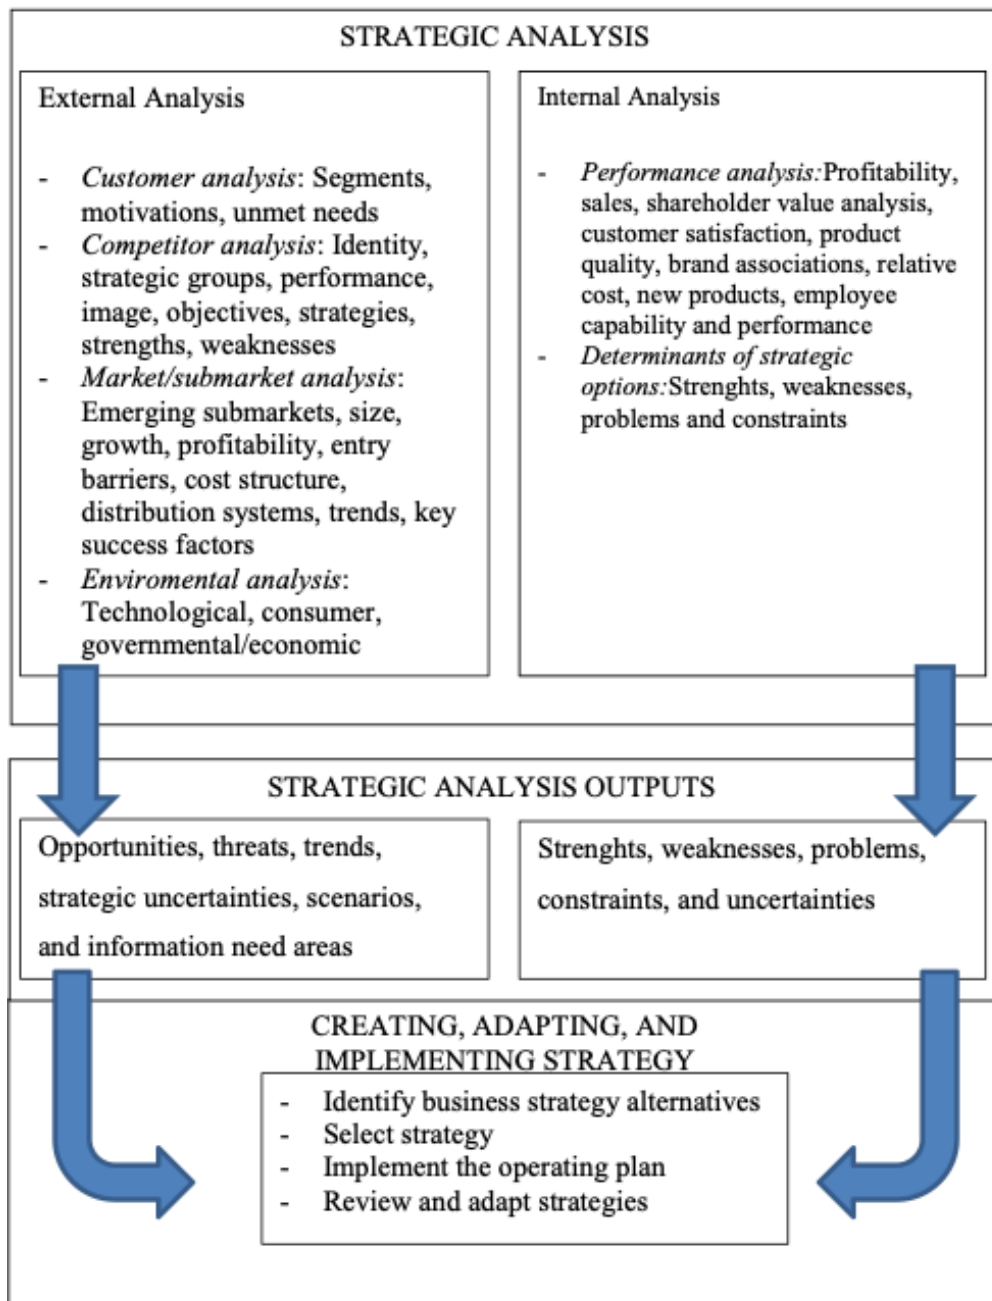 STRATEGIC ANALYSIS
External Analysis
- Customer analysis: Segments,
motivations, unmet needs
- Competitor analysis: Identity,
strategic groups, performance,
image, objectives, strategies,
strengths, weaknesses
- Market/submarket analysis:
Emerging submarkets, size,
growth, profitability, entry
barriers, cost structure,
distribution systems, trends, key
success factors
- Enviromental analysis:
Technological, consumer,
governmental/economic
Internal Analysis
- Performance analysis:Profitability,
sales, shareholder value analysis,
customer satisfaction, product
quality, brand associations, relative
cost, new products, employee
capability and performance
- Determinants of strategic
options:Strenghts, weaknesses,
problems and constraints
STRATEGIC ANALYSIS OUTPUTS
Opportunities, threats, trends,
strategic uncertainties, scenarios,
and information need areas
Strenghts, weaknesses, problems,
constraints, and uncertainties
CREATING, ADAPTING, AND
IMPLEMENTING STRATEGY
- Identify business strategy alternatives
- Select strategy
- Implement the operating plan
- Review and adapt strategies